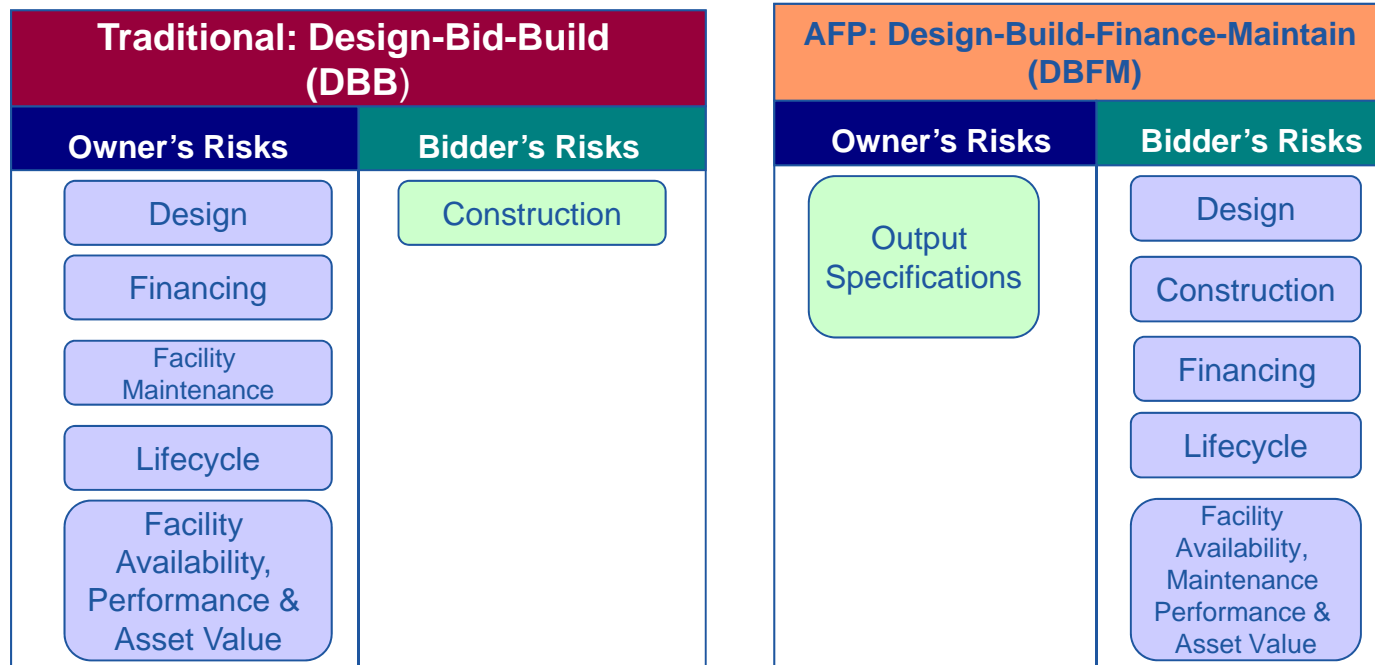 Traditional: Design-Bid-Build
(DBB)
Owner's Risks
Bidder's Risks
Design
Financing
Facility
Maintenance
Lifecycle
Facility
Availability,
Performance &
Asset Value
Construction
AFP: Design-Build-Finance-Maintain
(DBFM)
Owner's Risks
Bidder's Risks
Output
Specifications
Design
Construction
Financing
Lifecycle
Facility
Availability,
Maintenance
Performance &
Asset Value